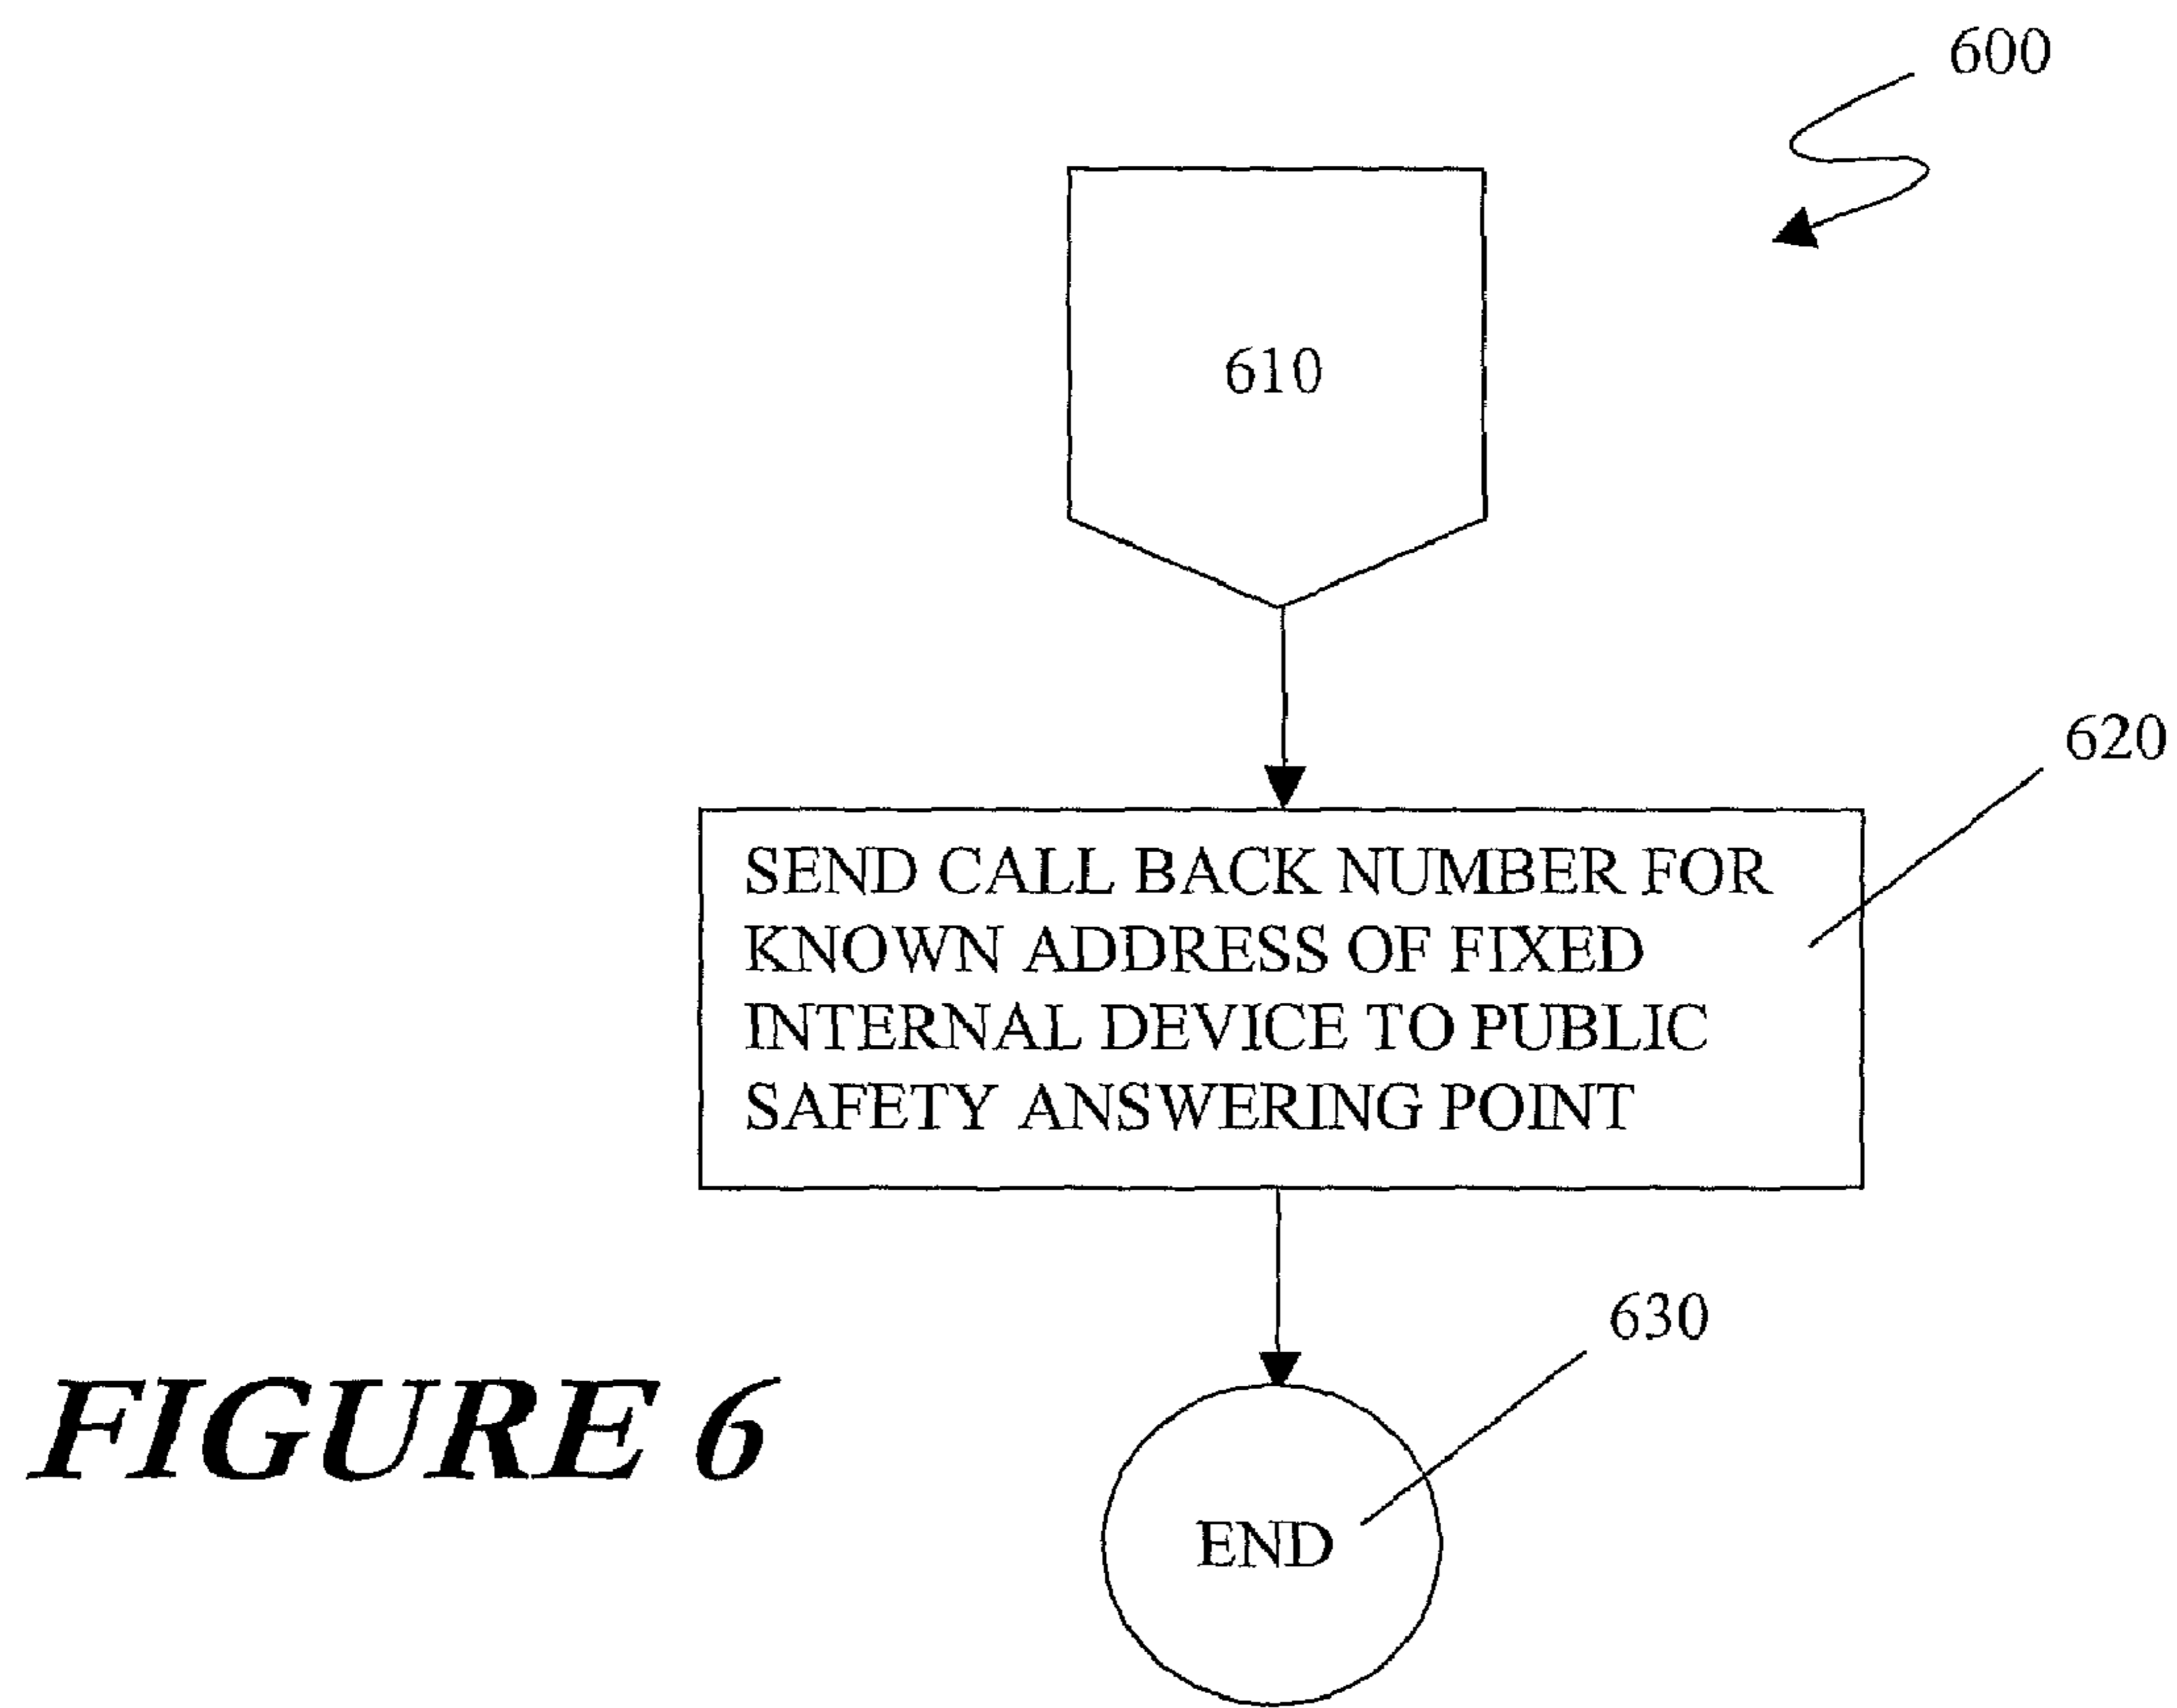 600
610
620
SEND CALL BACK NUMBER FOR
KNOWN ADDRESS OF FIXED
INTERNAL DEVICE TO PUBLIC
SAFETY ANSWERING POINT
630
FIGURE 6
END